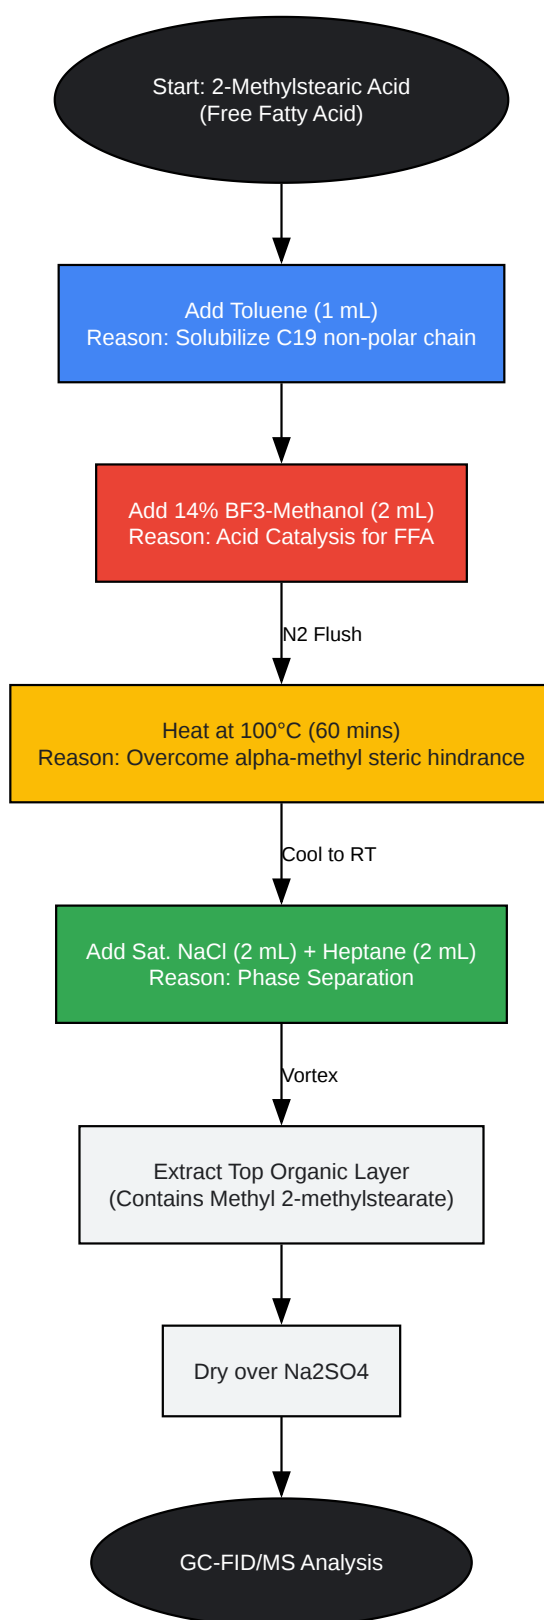 Start: 2-Methylstearic Acid
(Free Fatty Acid)
Add Toluene (1 mL)
Reason: Solubilize C19 non-polar chain
Add 14% BF3-Methanol (2 mL)
Reason: Acid Catalysis for FFA
N2 Flush
Heat at 100°C (60 mins)
Reason: Overcome alpha-methyl steric hindrance
Cool to RT
Add Sat. NaCl (2 mL) + Heptane (2 mL)
Reason: Phase Separation
Vortex
Extract Top Organic Layer
(Contains Methyl 2-methylstearate)
Dry over Na2SO4
GC-FID/MS Analysis